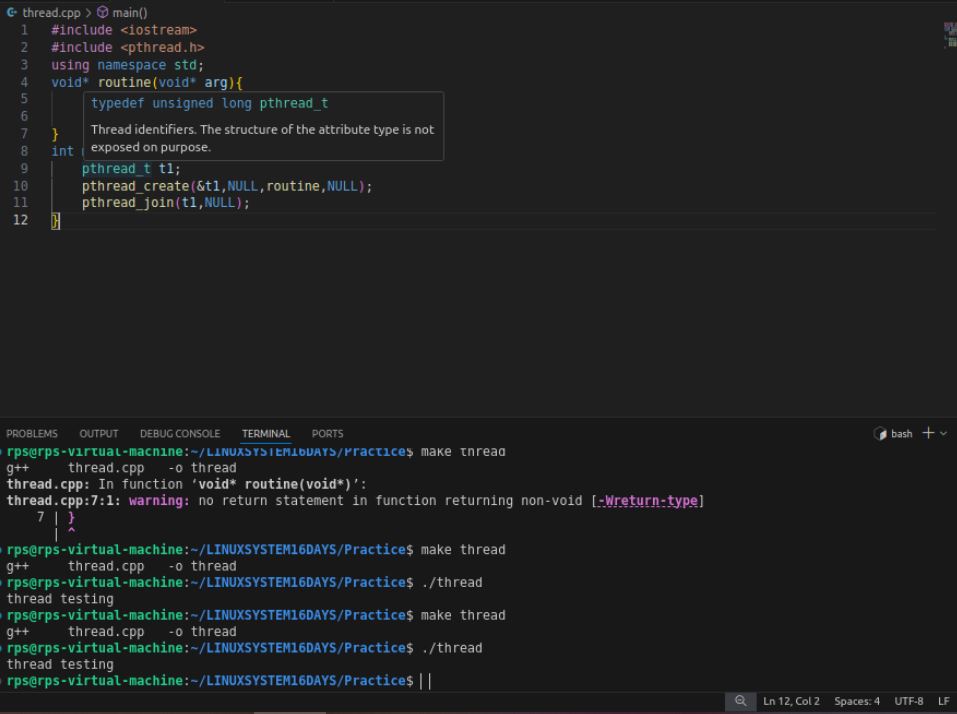 thread.cpp > main()
1 #include <iostream>
2 #include <pthread.h>
3 using namespace std;
4 void* routine(void* arg){
5
typedef unsigned long pthread_t
6
Thread identifiers. The structure of the attribute type is not
exposed on purpose.
7 }
8 int
9 pthread_t t1;
10 pthread_create(&t1,NULL,routine,NULL);
11 pthread_join(t1,NULL);
12 }
PROBLEMS OUTPUT DEBUG CONSOLE TERMINAL PORTS bash
rps@rps-virtual-machine:~/LINUXSYSTEM16DAYS/Practice$ make thread
g++ thread.cpp -o thread
thread.cpp: In function ‘void* routine(void*)’:
thread.cpp:7:1: warning: no return statement in function returning non-void [-Wreturn-type]
7 | }
| ^
rps@rps-virtual-machine:~/LINUXSYSTEM16DAYS/Practice$ make thread
g++ thread.cpp -o thread
rps@rps-virtual-machine:~/LINUXSYSTEM16DAYS/Practice$ ./thread
thread testing
rps@rps-virtual-machine:~/LINUXSYSTEM16DAYS/Practice$ make thread
g++ thread.cpp -o thread
rps@rps-virtual-machine:~/LINUXSYSTEM16DAYS/Practice$ ./thread
thread testing
rps@rps-virtual-machine:~/LINUXSYSTEM16DAYS/Practice$
Ln 12, Col 2 Spaces: 4 UTF-8 LF